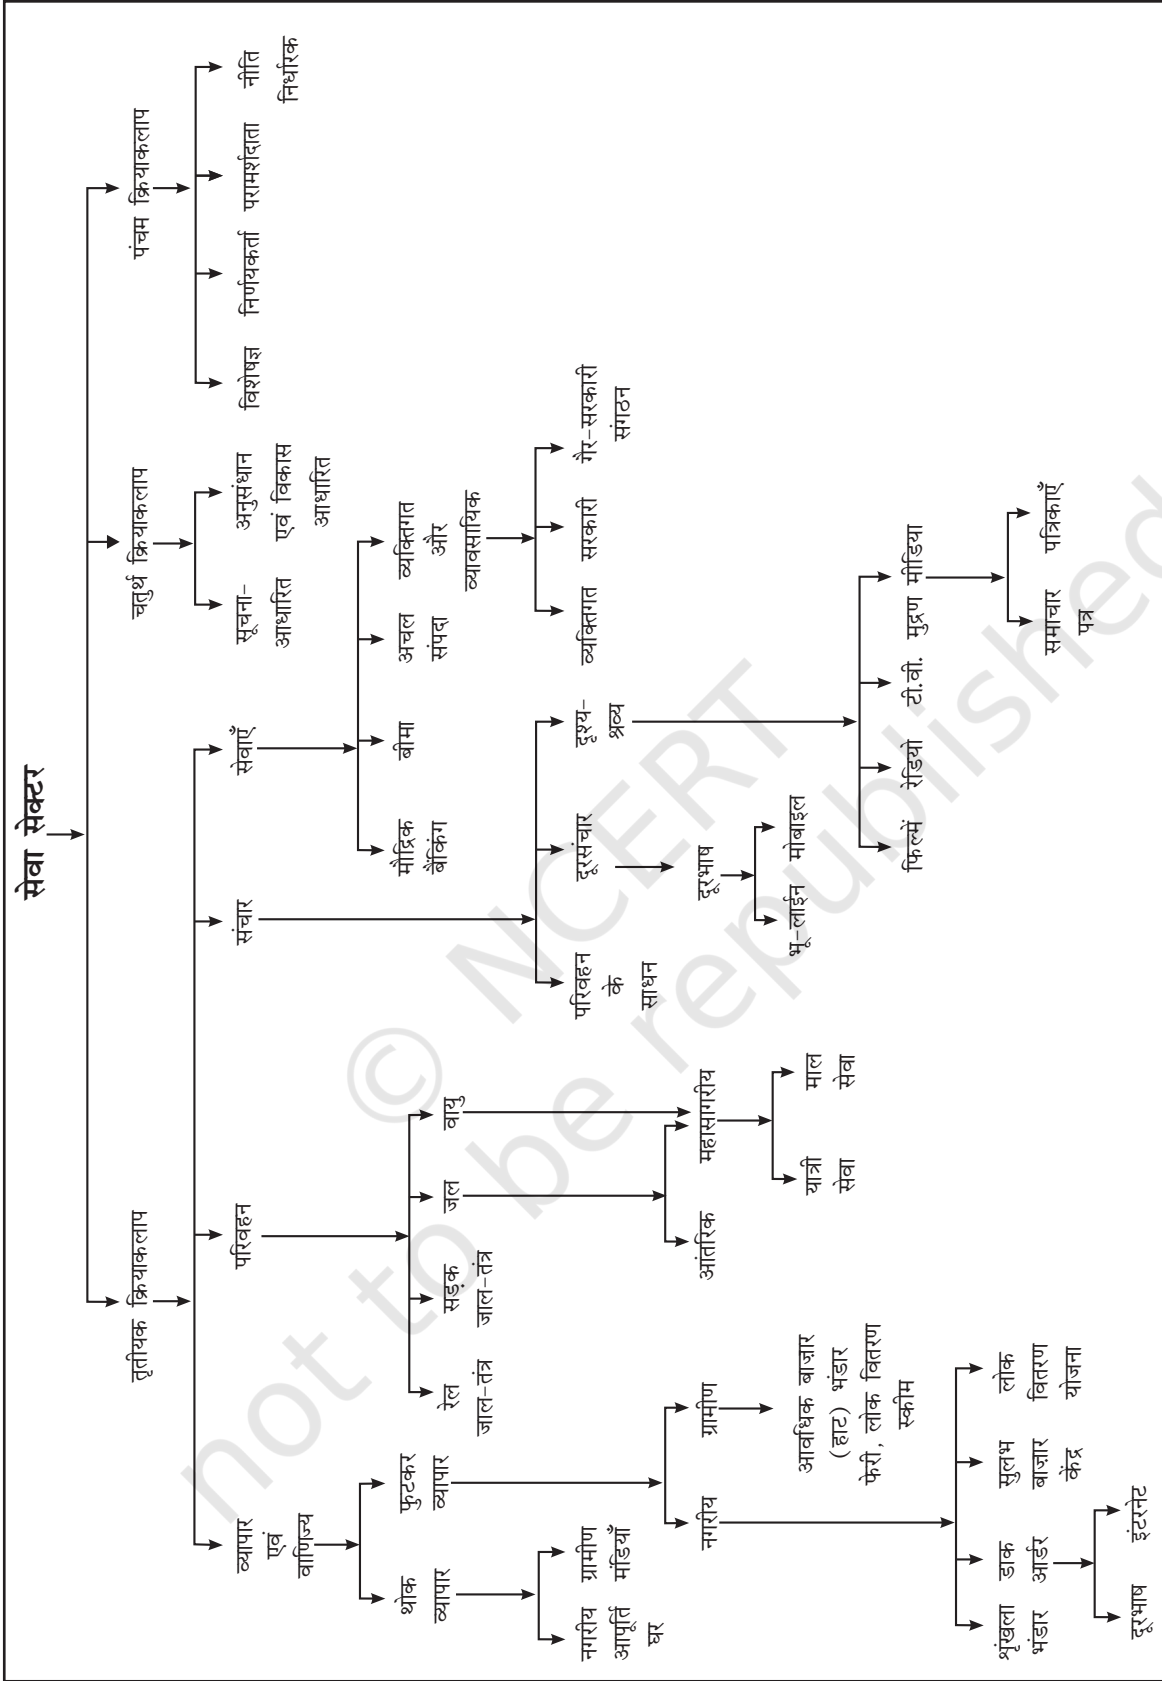 सेवा सेक्टर
तृतीयक क्रियाकलाप
चतुर्थ क्रियाकलाप
पंचम क्रियाकलाप
व्यापार
एवं
वाणिज्य
परिवहन
संचार
सेवाएँ
सूचना-
आधारित
अनुसंधान
एवं विकास
आधारित
विशेषज्ञ
निर्णयकर्ता
परामर्शदाता
नीति
निर्धारक
थोक
व्यापार
फुटकर
व्यापार
रेल
जाल-तंत्र
सड़क
जाल-तंत्र
जल
वायु
मौद्रिक
बैंकिंग
बीमा
अचल
संपदा
व्यक्तिगत
और
व्यावसायिक
नगरीय
आपूर्ति
घर
ग्रामीण
मंडियाँ
परिवहन
के
साधन
दूरसंचार
दृश्य-
श्रव्य
व्यक्तिगत
सरकारी
गैर-सरकारी
संगठन
नगरीय
ग्रामीण
आंतरिक
महासागरीय
दूरभाष
आवधिक बाज़ार
(हाट) भंडार
फेरी, लोक वितरण
स्कीम
यात्री
सेवा
माल
सेवा
भू-लाईन
मोबाइल
फिल्में
रेडियो
टी.वी.
मुद्रण मीडिया
शृंखला
भंडार
डाक
आर्डर
सुलभ
बाज़ार
केंद्र
लोक
वितरण
योजना
समाचार
पत्र
पत्रिकाएँ
दूरभाष
इंटरनेट
© NCERT
not to be republished